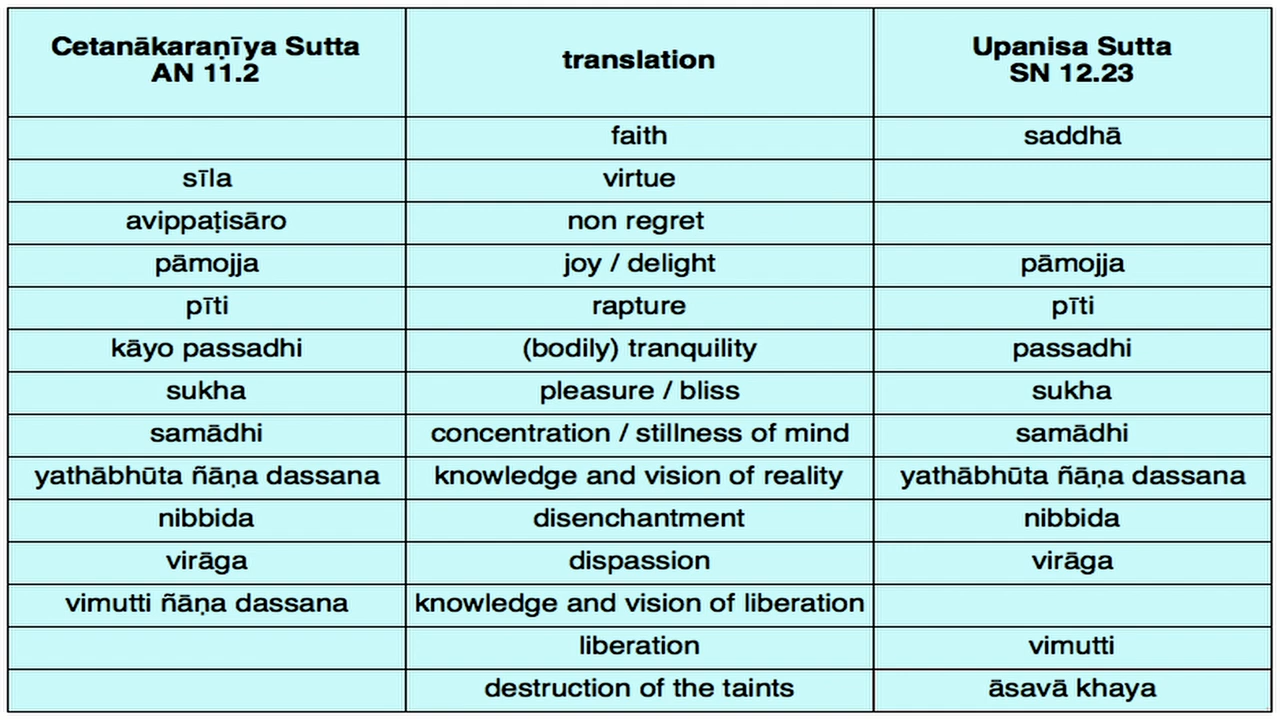 Cetanākaraṇīya Sutta
AN 11.2
translation
Upanisa Sutta
SN 12.23
faith
saddhā
sīla
virtue
avippaṭisāro
non regret
pāmojja
joy / delight
pāmojja
pīti
rapture
pīti
kāyo passadhi
(bodily) tranquility
passadhi
sukha
pleasure / bliss
sukha
samādhi
concentration / stillness of mind
samādhi
yathābhūta ñāṇa dassana
knowledge and vision of reality
yathābhūta ñāṇa dassana
nibbida
disenchantment
nibbida
virāga
dispassion
virāga
vimutti ñāṇa dassana
knowledge and vision of liberation
liberation
vimutti
destruction of the taints
āsavā khaya